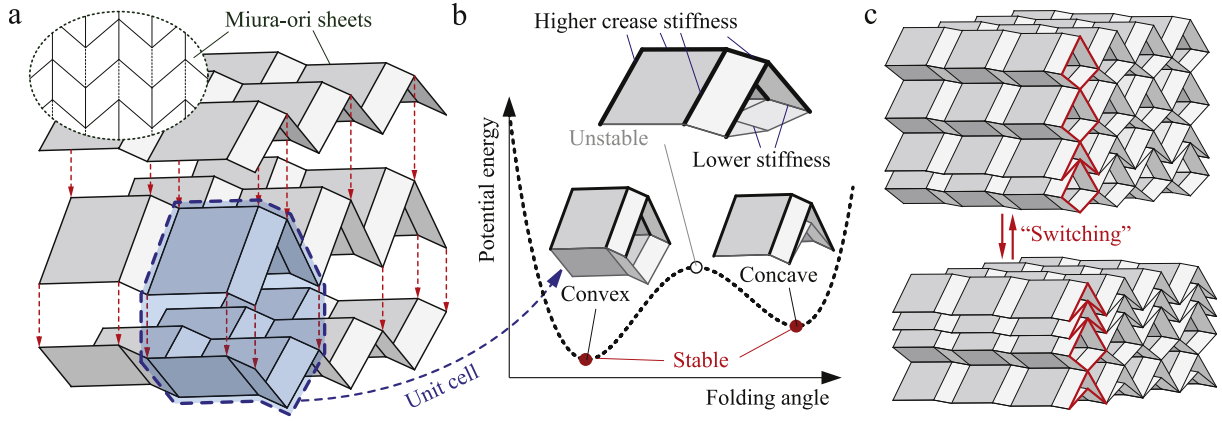 a
Miura-ori sheets
Unit cell
b
Higher crease stiffness
Unstable
Lower stiffness
Potential energy
Convex
Concave
Stable
Folding angle
c
“Switching”